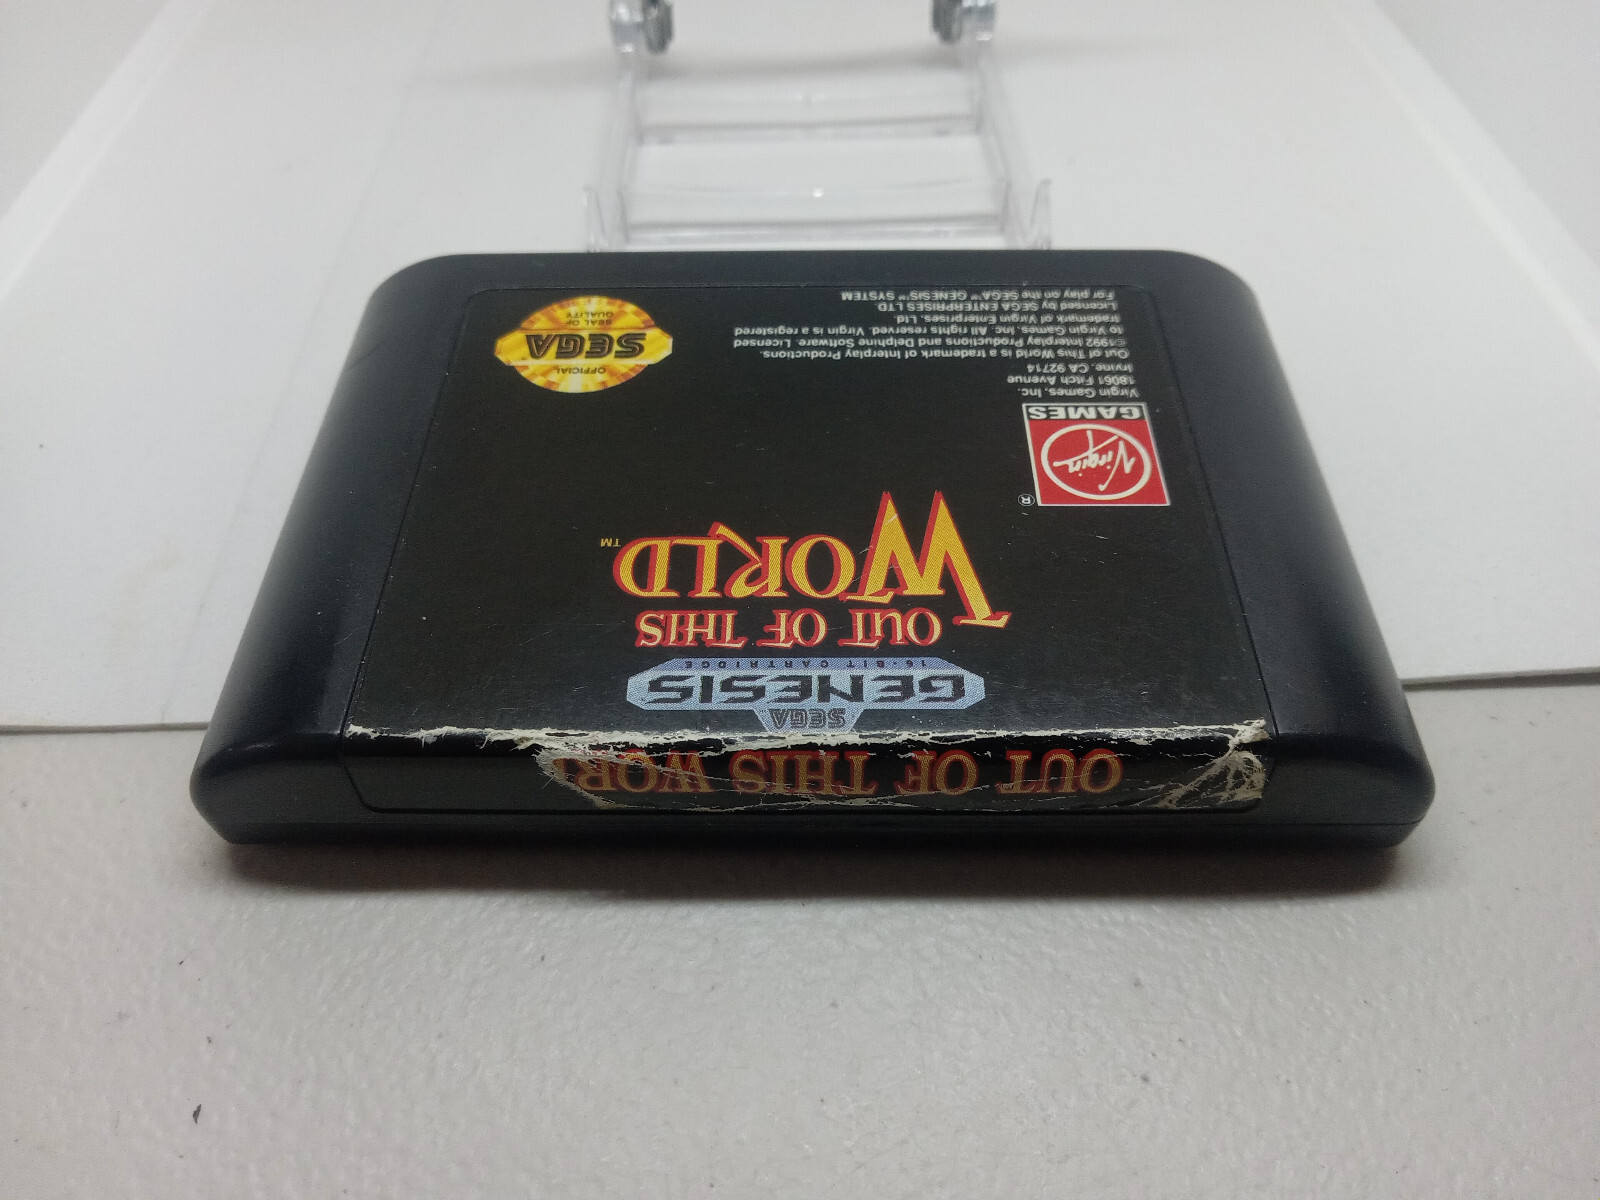 OUT OF THIS WORL
SEGA
GENESIS
16-BIT CARTRIDGE
OUT OF THIS
WORLD™
®
Virgin
GAMES
Virgin Games, Inc.
18061 Fitch Avenue
Irvine, CA 92714
Out of This World is a trademark of Interplay Productions.
©1992 Interplay Productions and Delphine Software. Licensed
to Virgin Games, Inc. All rights reserved. Virgin is a registered
trademark of Virgin Enterprises, Ltd.
Licensed by SEGA ENTERPRISES LTD.
For play on the SEGA™ GENESIS™ SYSTEM
OFFICIAL
SEGA
SEAL OF
QUALITY